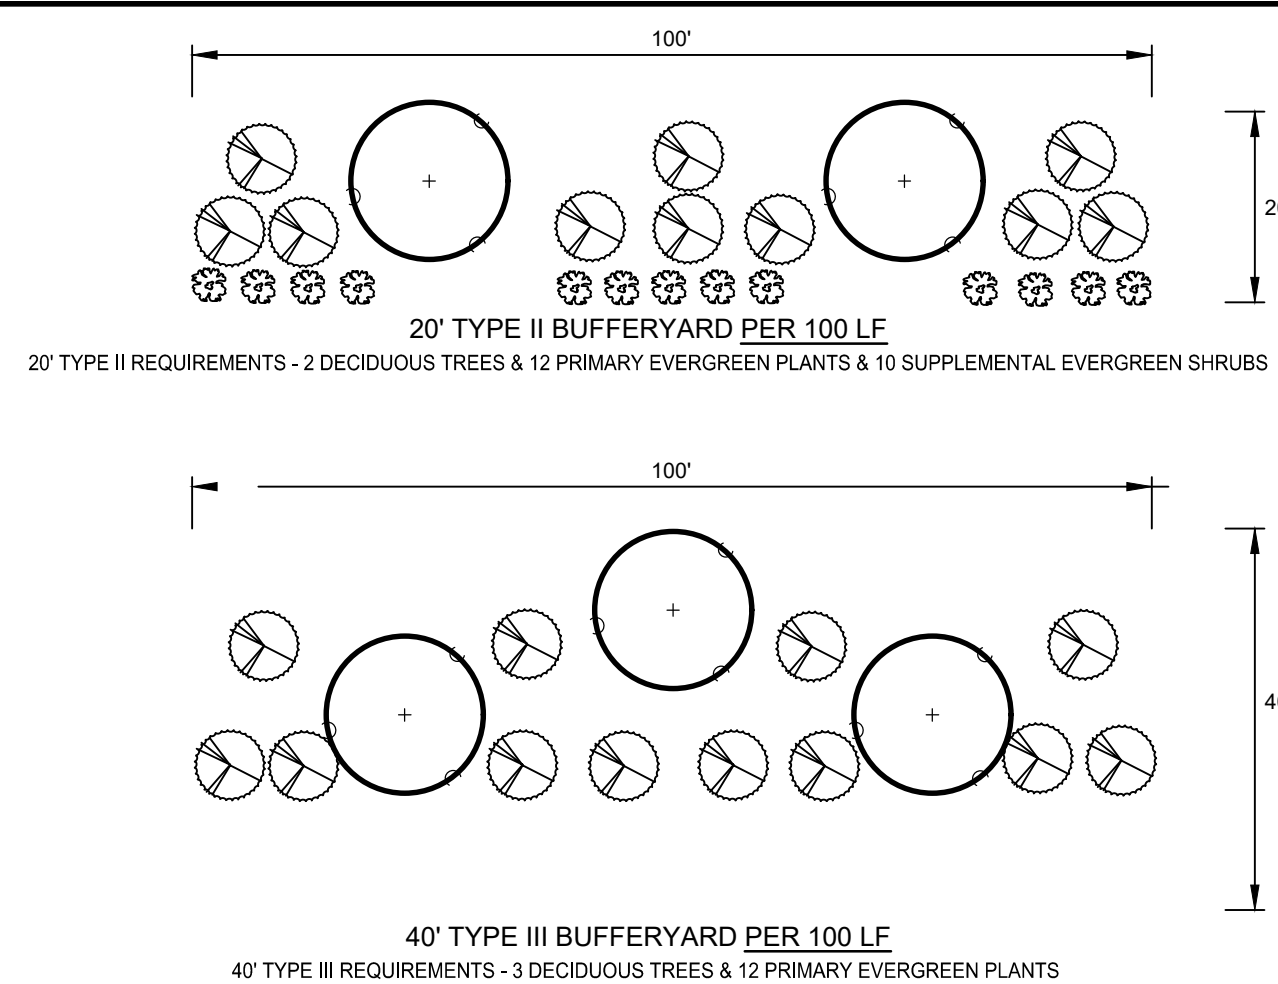 100'
20
20' TYPE II BUFFERYARD PER 100 LF
20' TYPE II REQUIREMENTS - 2 DECIDUOUS TREES & 12 PRIMARY EVERGREEN PLANTS & 10 SUPPLEMENTAL EVERGREEN SHRUBS
100'
40
40' TYPE III BUFFERYARD PER 100 LF
40' TYPE III REQUIREMENTS - 3 DECIDUOUS TREES & 12 PRIMARY EVERGREEN PLANTS